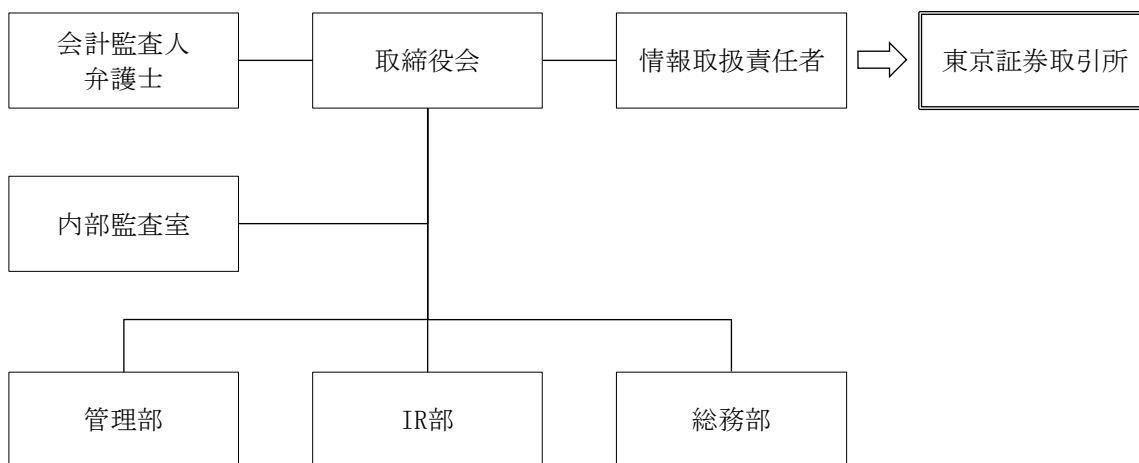 会計監査人
弁護士
取締役会
情報取扱責任者
東京証券取引所
内部監査室
管理部
IR部
総務部